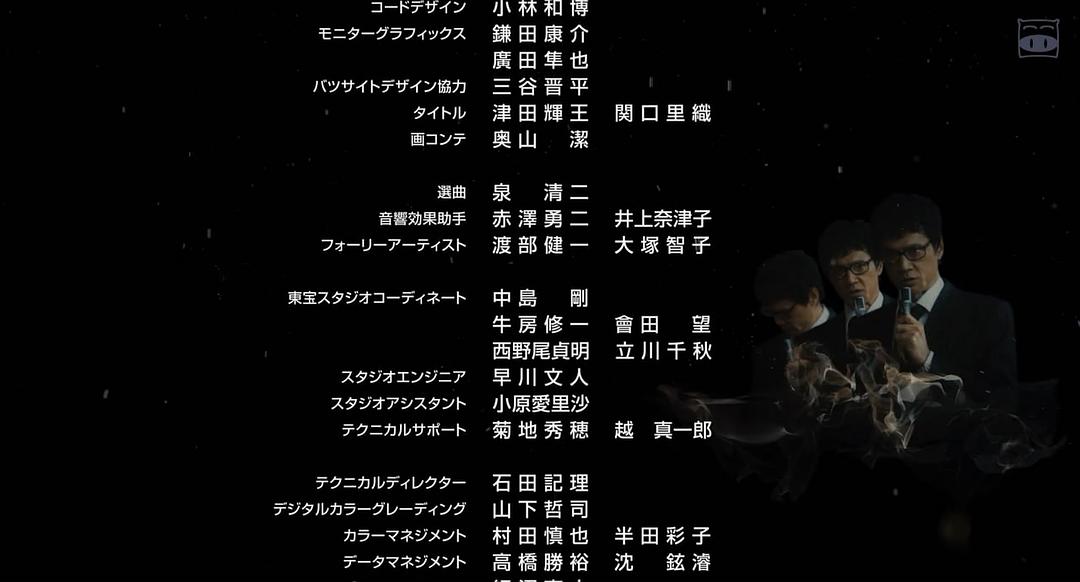 コードデザイン 小林和博
モニターグラフィックス 鎌田康介
廣田隼也
バツサイトデザイン協力 三谷晋平
タイトル 津田輝王 関口里織
画コンテ 奥山 潔
選曲 泉 清二
音響効果助手 赤澤勇二 井上奈津子
フォーリーアーティスト 渡部健一 大塚智子
東宝スタジオコーディネート 中島 剛
牛房修一 會田 望
西野尾貞明 立川千秋
スタジオエンジニア 早川文人
スタジオアシスタント 小原愛里沙
テクニカルサポート 菊地秀穂 越 真一郎
テクニカルディレクター 石田記理
デジタルカラーグレーディング 山下哲司
カラーマネジメント 村田慎也 半田彩子
データマネジメント 高橋勝裕 沈 鉉濬